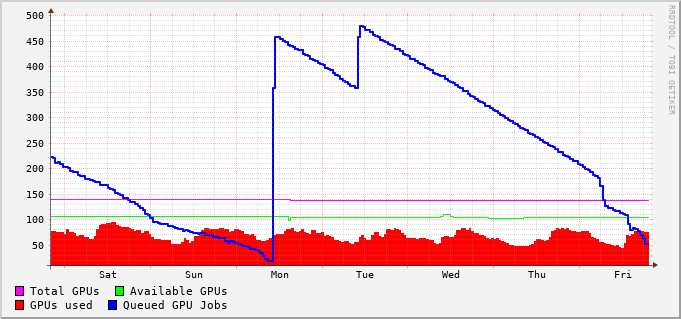 500
450
400
350
300
250
200
150
100
50
Sat Sun Mon Tue Wed Thu Fri
Total GPUs Available GPUs
GPUs used Queued GPU Jobs
RRDTOOL / TOBI OETIKER